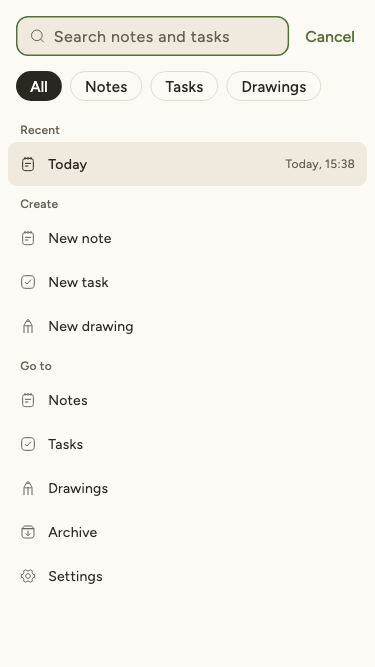 Search notes and tasks Cancel
All Notes Tasks Drawings
Recent
Today Today, 15:38
Create
New note
New task
New drawing
Go to
Notes
Tasks
Drawings
Archive
Settings